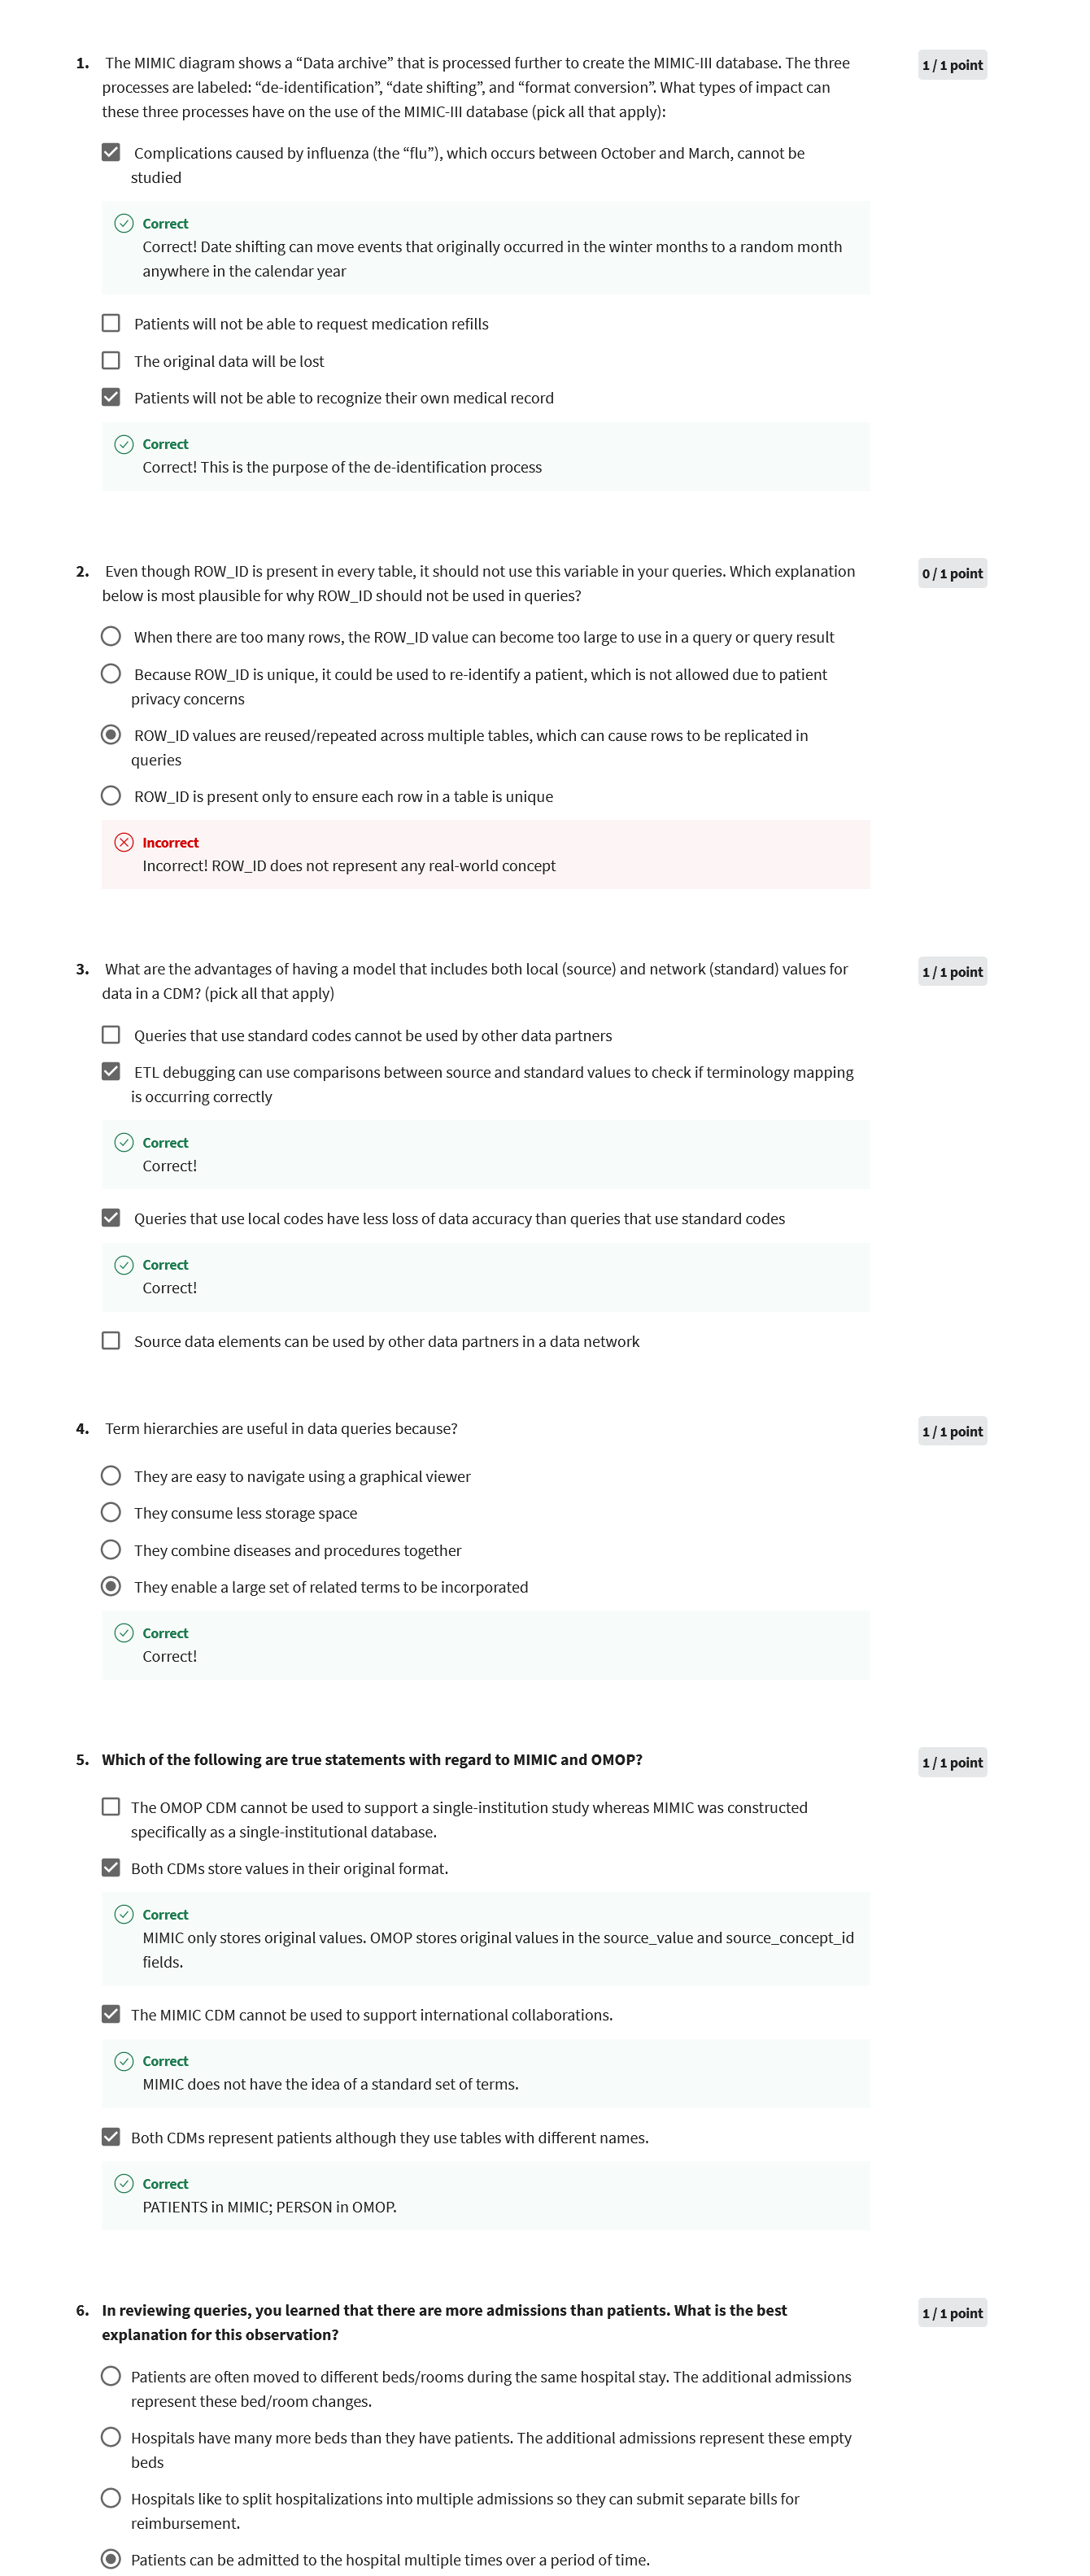 1. The MIMIC diagram shows a “Data archive” that is processed further to create the MIMIC-III database. The three
1 / 1 point
processes are labeled: “de-identification”, “date shifting”, and “format conversion”. What types of impact can
these three processes have on the use of the MIMIC-III database (pick all that apply):
Complications caused by influenza (the “flu”), which occurs between October and March, cannot be
studied
Correct
Correct! Date shifting can move events that originally occurred in the winter months to a random month
anywhere in the calendar year
Patients will not be able to request medication refills
The original data will be lost
Patients will not be able to recognize their own medical record
Correct
Correct! This is the purpose of the de-identification process
2. Even though ROW_ID is present in every table, it should not use this variable in your queries. Which explanation
0 / 1 point
below is most plausible for why ROW_ID should not be used in queries?
When there are too many rows, the ROW_ID value can become too large to use in a query or query result
Because ROW_ID is unique, it could be used to re-identify a patient, which is not allowed due to patient
privacy concerns
ROW_ID values are reused/repeated across multiple tables, which can cause rows to be replicated in
queries
ROW_ID is present only to ensure each row in a table is unique
Incorrect
Incorrect! ROW_ID does not represent any real-world concept
3. What are the advantages of having a model that includes both local (source) and network (standard) values for
1 / 1 point
data in a CDM? (pick all that apply)
Queries that use standard codes cannot be used by other data partners
ETL debugging can use comparisons between source and standard values to check if terminology mapping
is occurring correctly
Correct
Correct!
Queries that use local codes have less loss of data accuracy than queries that use standard codes
Correct
Correct!
Source data elements can be used by other data partners in a data network
4. Term hierarchies are useful in data queries because?
1 / 1 point
They are easy to navigate using a graphical viewer
They consume less storage space
They combine diseases and procedures together
They enable a large set of related terms to be incorporated
Correct
Correct!
5. Which of the following are true statements with regard to MIMIC and OMOP?
1 / 1 point
The OMOP CDM cannot be used to support a single-institution study whereas MIMIC was constructed
specifically as a single-institutional database.
Both CDMs store values in their original format.
Correct
MIMIC only stores original values. OMOP stores original values in the source_value and source_concept_id
fields.
The MIMIC CDM cannot be used to support international collaborations.
Correct
MIMIC does not have the idea of a standard set of terms.
Both CDMs represent patients although they use tables with different names.
Correct
PATIENTS in MIMIC; PERSON in OMOP.
6. In reviewing queries, you learned that there are more admissions than patients. What is the best
1 / 1 point
explanation for this observation?
Patients are often moved to different beds/rooms during the same hospital stay. The additional admissions
represent these bed/room changes.
Hospitals have many more beds than they have patients. The additional admissions represent these empty
beds
Hospitals like to split hospitalizations into multiple admissions so they can submit separate bills for
reimbursement.
Patients can be admitted to the hospital multiple times over a period of time.